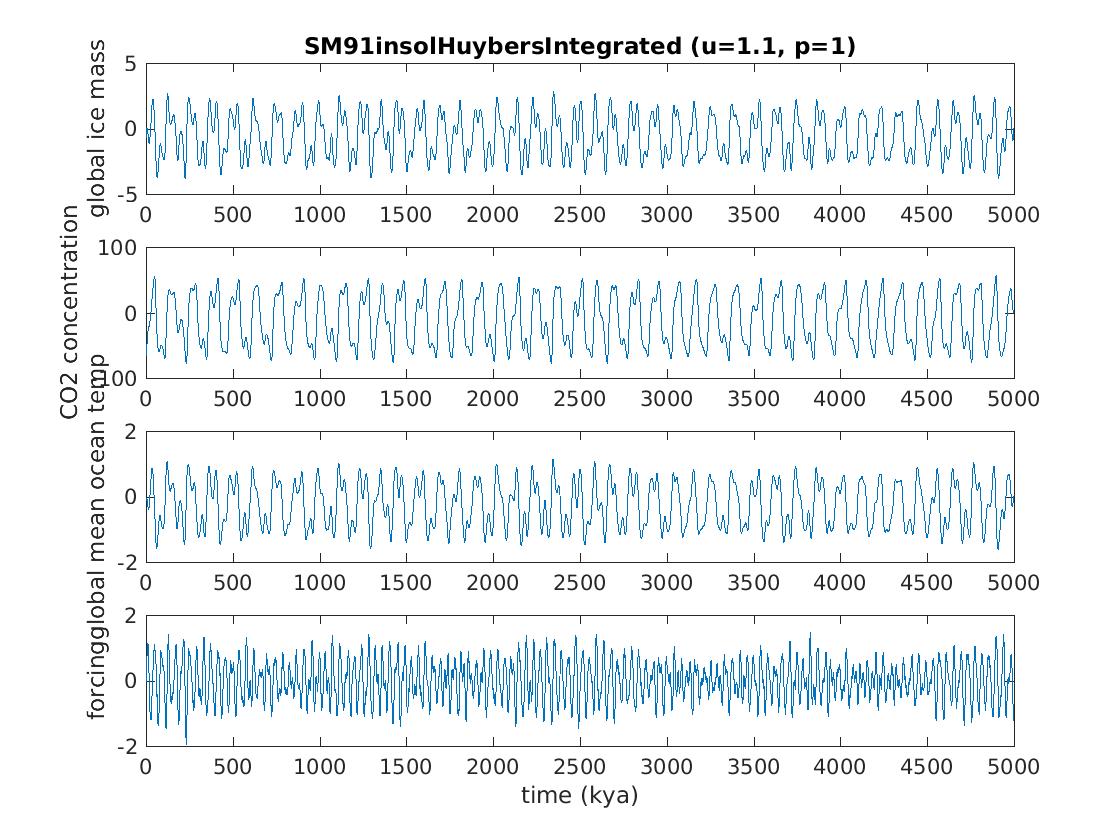 SM91insolHuybersIntegrated (u=1.1, p=1)
global ice mass
5
0
-5
0 500 1000 1500 2000 2500 3000 3500 4000 4500 5000
CO2 concentration
100
0
100
0 500 1000 1500 2000 2500 3000 3500 4000 4500 5000
global mean ocean temp
2
0
-2
0 500 1000 1500 2000 2500 3000 3500 4000 4500 5000
forcing
2
0
-2
0 500 1000 1500 2000 2500 3000 3500 4000 4500 5000
time (kya)